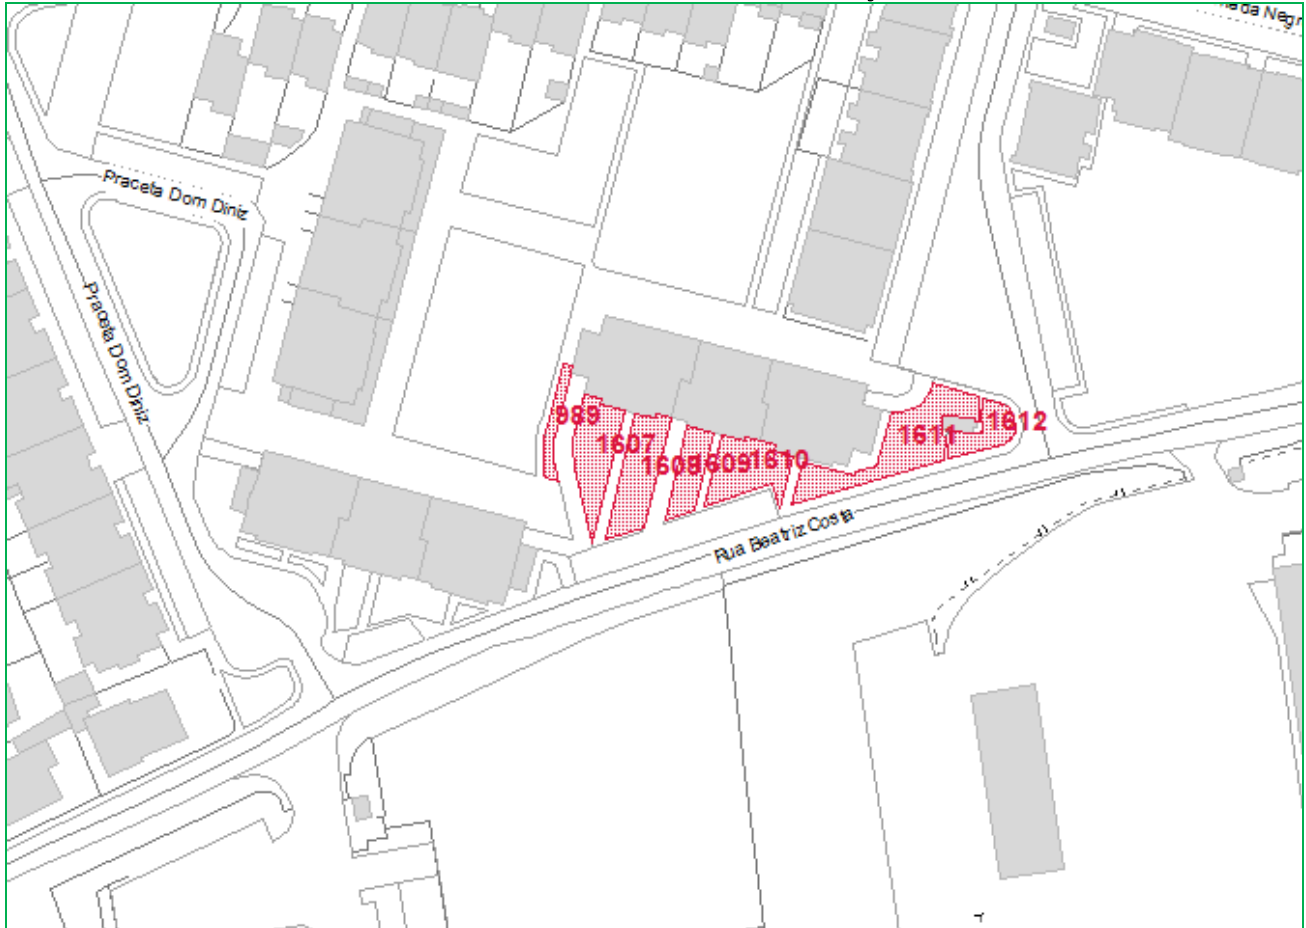 Praceta Dom Diniz
Praceta Dom Diniz
989
1607
1608
1609
1610
1611
1612
Rua Beatriz Costa